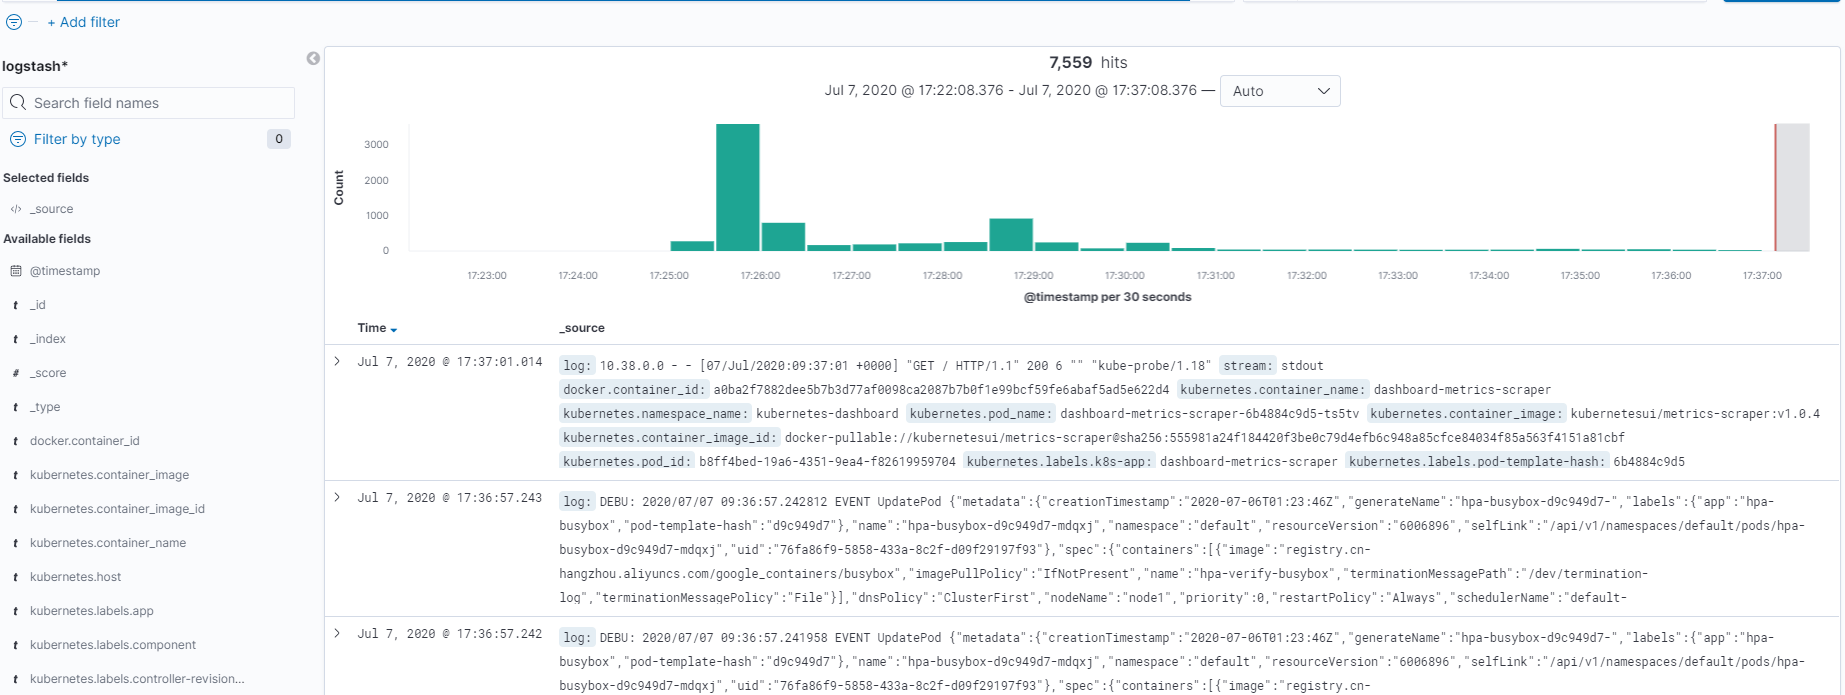 + Add filter
logstash*
Search field names
Filter by type 0
Selected fields
_source
Available fields
@timestamp
t _id
t _index
# _score
t _type
t docker.container_id
t kubernetes.container_image
t kubernetes.container_image_id
t kubernetes.container_name
t kubernetes.host
t kubernetes.labels.app
t kubernetes.labels.component
t kubernetes.labels.controller-revision...
7,559 hits
Jul 7, 2020 @ 17:22:08.376 - Jul 7, 2020 @ 17:37:08.376 — Auto
Count
3000
2000
1000
0
17:23:00 17:24:00 17:25:00 17:26:00 17:27:00 17:28:00 17:29:00 17:30:00 17:31:00 17:32:00 17:33:00 17:34:00 17:35:00 17:36:00 17:37:00
@timestamp per 30 seconds
Time _source
Jul 7, 2020 @ 17:37:01.014 log: 10.38.0.0 - - [07/Jul/2020:09:37:01 +0000] "GET / HTTP/1.1" 200 6 "" "kube-probe/1.18" stream: stdout
docker.container_id: a0ba2f7882dee5b7b3d77af0098ca2087b7b0f1e99bcf59fe6abaf5ad5e622d4 kubernetes.container_name: dashboard-metrics-scraper
kubernetes.namespace_name: kubernetes-dashboard kubernetes.pod_name: dashboard-metrics-scraper-6b4884c9d5-ts5tv kubernetes.container_image: kubernetesui/metrics-scraper:v1.0.4
kubernetes.container_image_id: docker-pullable://kubernetesui/metrics-scraper@sha256:555981a24f184420f3be0c79d4efb6c948a85cfce84034f85a563f4151a81cbf
kubernetes.pod_id: b8ff4bed-19a6-4351-9ea4-f82619959704 kubernetes.labels.k8s-app: dashboard-metrics-scraper kubernetes.labels.pod-template-hash: 6b4884c9d5
Jul 7, 2020 @ 17:36:57.243 log: DEBU: 2020/07/07 09:36:57.242812 EVENT UpdatePod {"metadata":{"creationTimestamp":"2020-07-06T01:23:46Z","generateName":"hpa-busybox-d9c949d7-","labels":{"app":"hpa-
busybox","pod-template-hash":"d9c949d7"},"name":"hpa-busybox-d9c949d7-mdqxj","namespace":"default","resourceVersion":"6006896","selfLink":"/api/v1/namespaces/default/pods/hpa-
busybox-d9c949d7-mdqxj","uid":"76fa86f9-5858-433a-8c2f-d09f29197f93"},"spec":{"containers":[{"image":"registry.cn-
hangzhou.aliyuncs.com/google_containers/busybox","imagePullPolicy":"IfNotPresent","name":"hpa-verify-busybox","terminationMessagePath":"/dev/termination-
log","terminationMessagePolicy":"File"}],"dnsPolicy":"ClusterFirst","nodeName":"node1","priority":0,"restartPolicy":"Always","schedulerName":"default-
Jul 7, 2020 @ 17:36:57.242 log: DEBU: 2020/07/07 09:36:57.241958 EVENT UpdatePod {"metadata":{"creationTimestamp":"2020-07-06T01:23:46Z","generateName":"hpa-busybox-d9c949d7-","labels":{"app":"hpa-
busybox","pod-template-hash":"d9c949d7"},"name":"hpa-busybox-d9c949d7-mdqxj","namespace":"default","resourceVersion":"6006896","selfLink":"/api/v1/namespaces/default/pods/hpa-
busybox-d9c949d7-mdqxj","uid":"76fa86f9-5858-433a-8c2f-d09f29197f93"},"spec":{"containers":[{"image":"registry.cn-